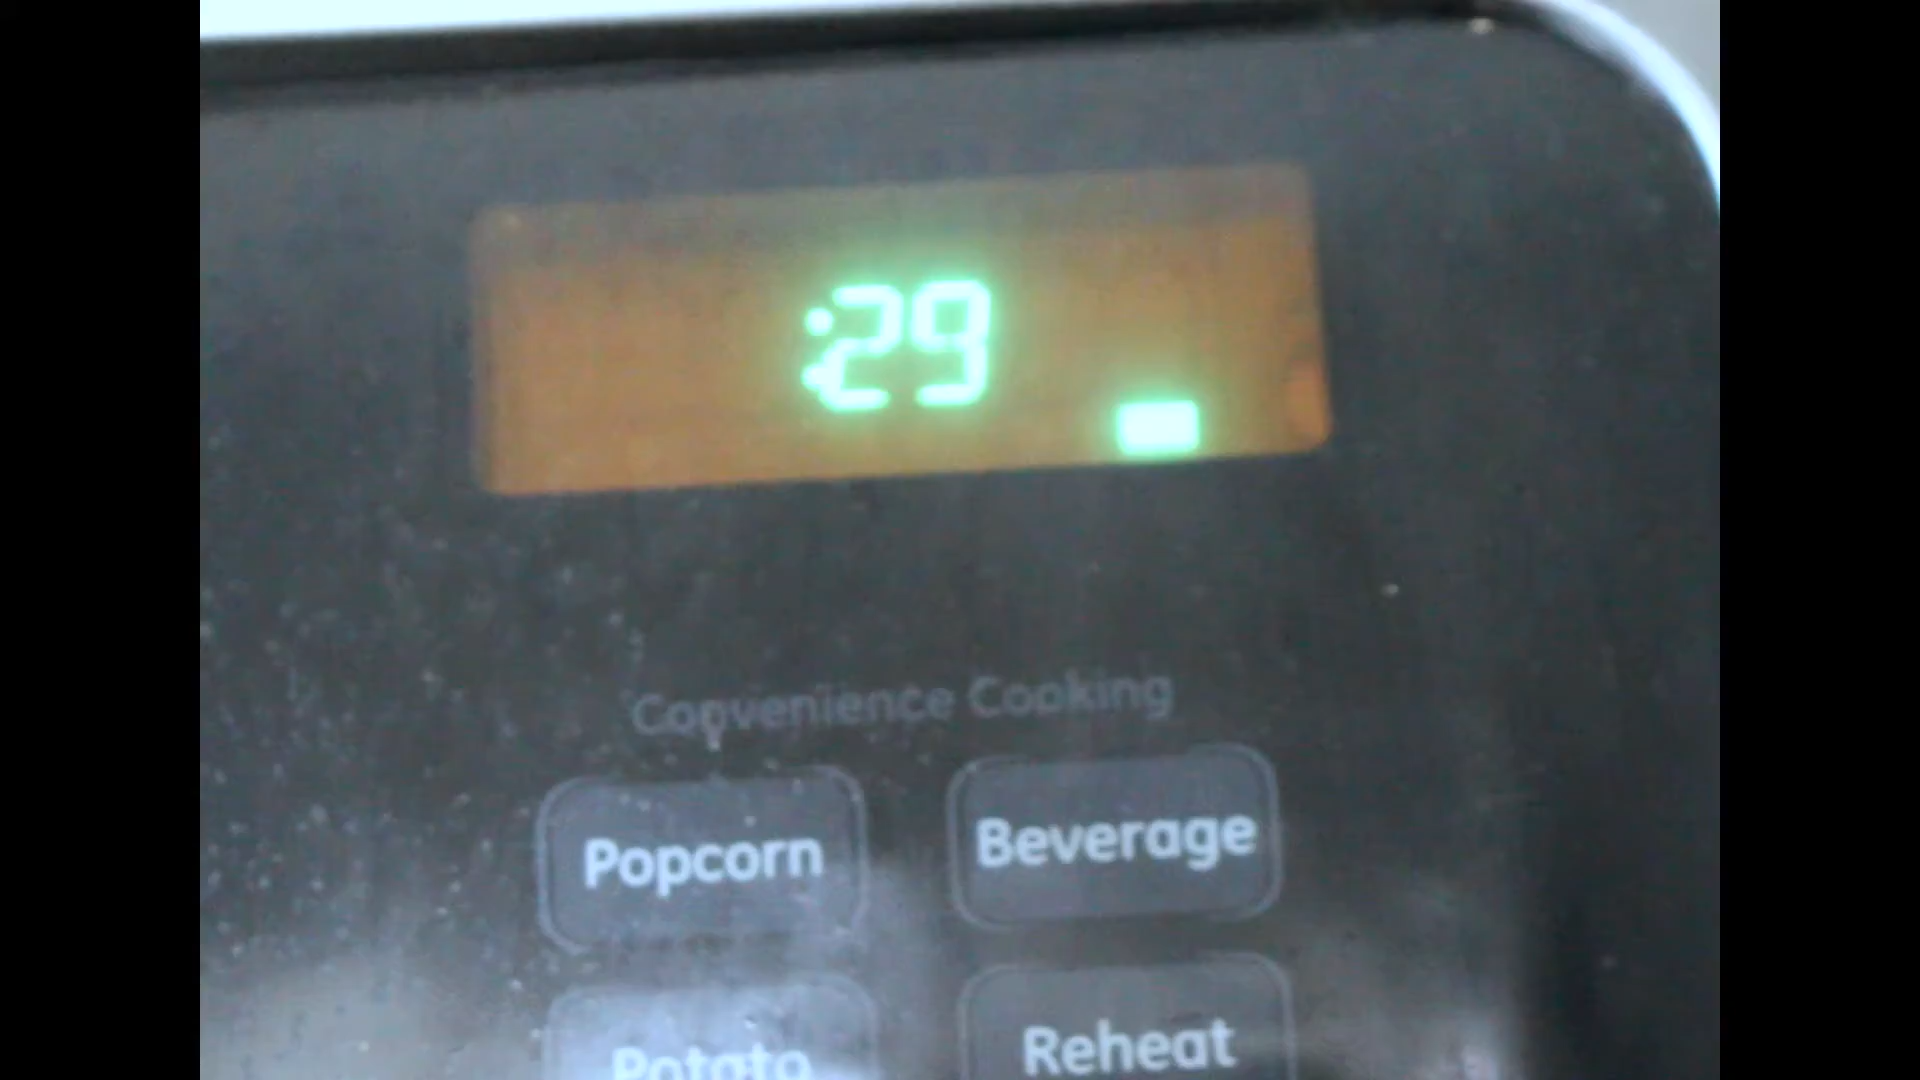 :29
Convenience Cooking
Popcorn
Beverage
Potato
Reheat